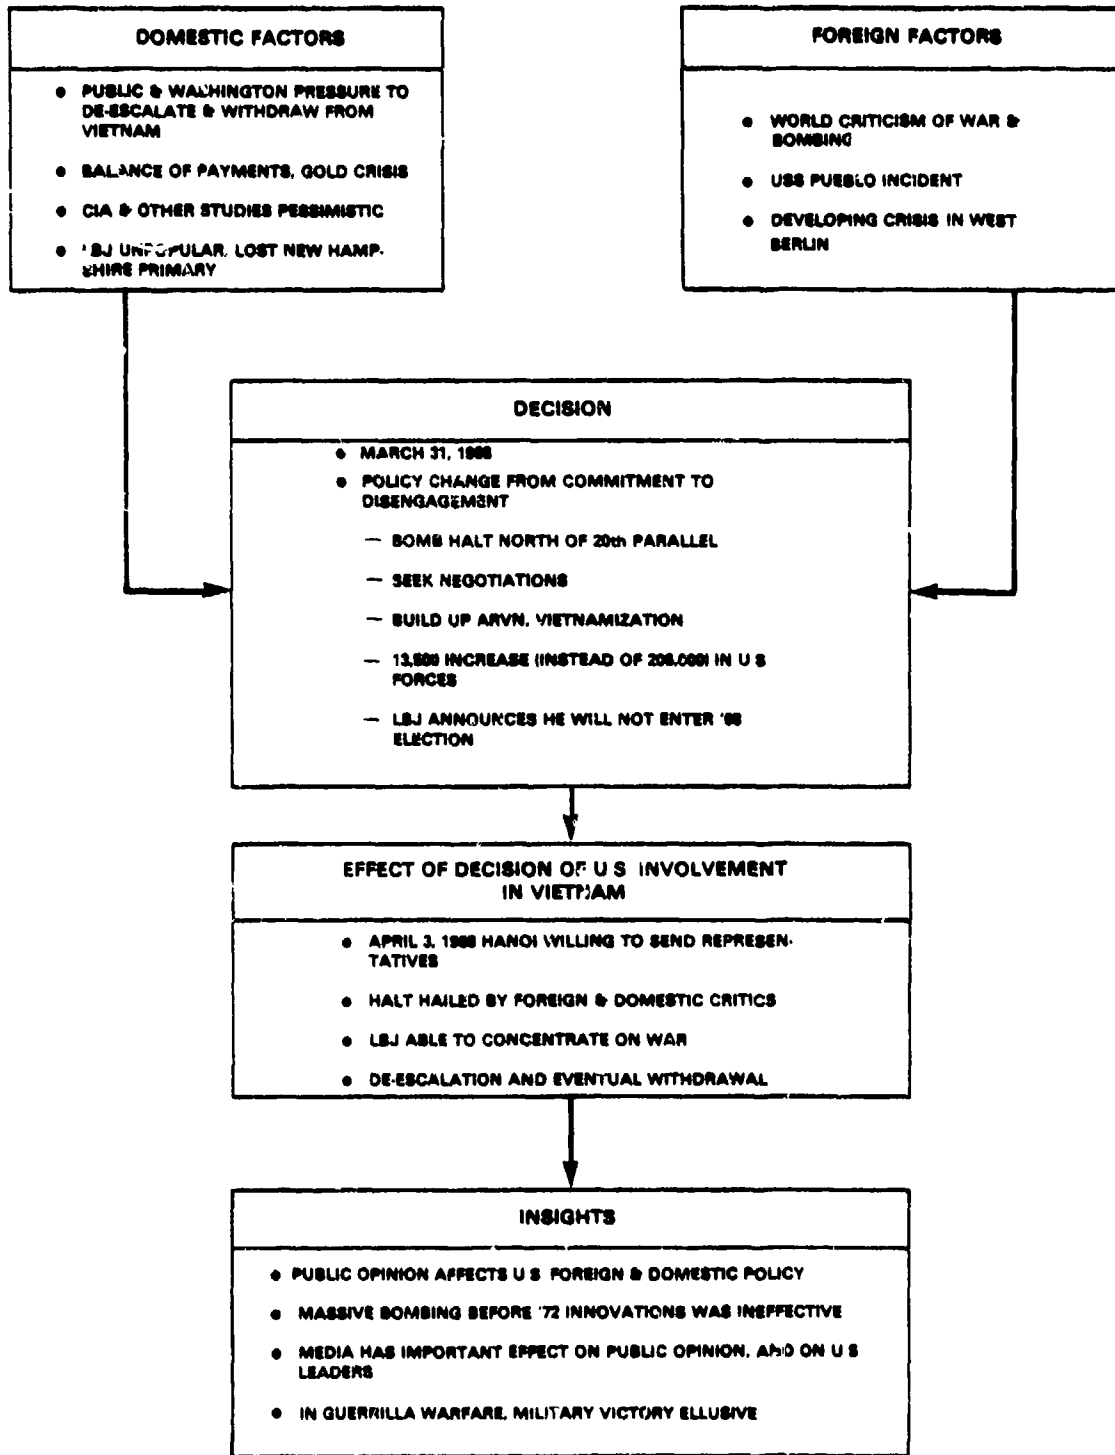 DOMESTIC FACTORS
• PUBLIC & WASHINGTON PRESSURE TO
DE-ESCALATE & WITHDRAW FROM
VIETNAM
• BALANCE OF PAYMENTS, GOLD CRISIS
• CIA & OTHER STUDIES PESSIMISTIC
• LBJ UNPOPULAR, LOST NEW HAMP-
SHIRE PRIMARY
FOREIGN FACTORS
• WORLD CRITICISM OF WAR &
BOMBING
• USS PUEBLO INCIDENT
• DEVELOPING CRISIS IN WEST
BERLIN
DECISION
• MARCH 31, 1968
• POLICY CHANGE FROM COMMITMENT TO
DISENGAGEMENT
— BOMB HALT NORTH OF 20th PARALLEL
— SEEK NEGOTIATIONS
— BUILD UP ARVN, VIETNAMIZATION
— 13,500 INCREASE (INSTEAD OF 206,000) IN U S
FORCES
— LBJ ANNOUNCES HE WILL NOT ENTER '68
ELECTION
EFFECT OF DECISION OF U S INVOLVEMENT
IN VIETNAM
• APRIL 3, 1968 HANOI WILLING TO SEND REPRESEN-
TATIVES
• HALT HAILED BY FOREIGN & DOMESTIC CRITICS
• LBJ ABLE TO CONCENTRATE ON WAR
• DE-ESCALATION AND EVENTUAL WITHDRAWAL
INSIGHTS
• PUBLIC OPINION AFFECTS U S FOREIGN & DOMESTIC POLICY
• MASSIVE BOMBING BEFORE '72 INNOVATIONS WAS INEFFECTIVE
• MEDIA HAS IMPORTANT EFFECT ON PUBLIC OPINION, AND ON U S
LEADERS
• IN GUERRILLA WARFARE, MILITARY VICTORY ELLUSIVE